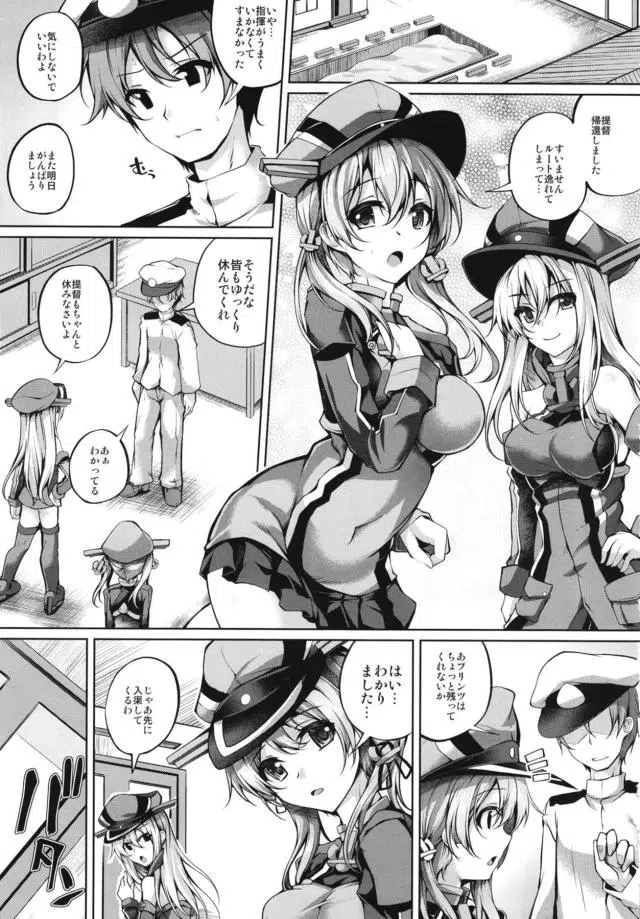 提督
帰還しました
すいません
ルート逸れて
しまって…
いや…
指揮がうまく
いかなくて
すまなかった
気にしないで
いいわよ
また明日
がんばり
ましょう
むぅ
そうだな
皆もゆっくり
休んでくれ
提督もちゃんと
休みなさいよ
あぁ
わかってる
あプリンツは
ちょっと残って
くれないか
はい…
わかり
ました…
じゃあ先に
入渠して
くるわ
バタン